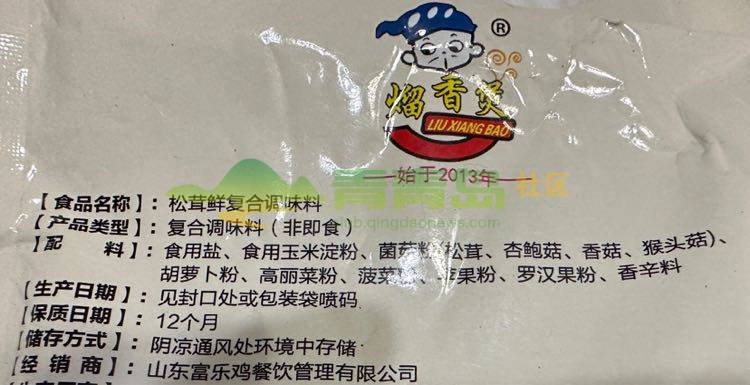 ®
熘香煲
LIU XIANG BAO
始于2013年
青青岛社区
club.qingdaonews.com
【食品名称】：松茸鲜复合调味料
【产品类型】：复合调味料（非即食）
【配 料】：食用盐、食用玉米淀粉、菌菇粉(松茸、杏鲍菇、香菇、猴头菇)、
胡萝卜粉、高丽菜粉、菠菜粉、苹果粉、罗汉果粉、香辛料
【生产日期】：见封口处或包装袋喷码
【保质日期】：12个月
【储存方式】：阴凉通风处环境中存储
【经 销 商】：山东富乐鸡餐饮管理有限公司